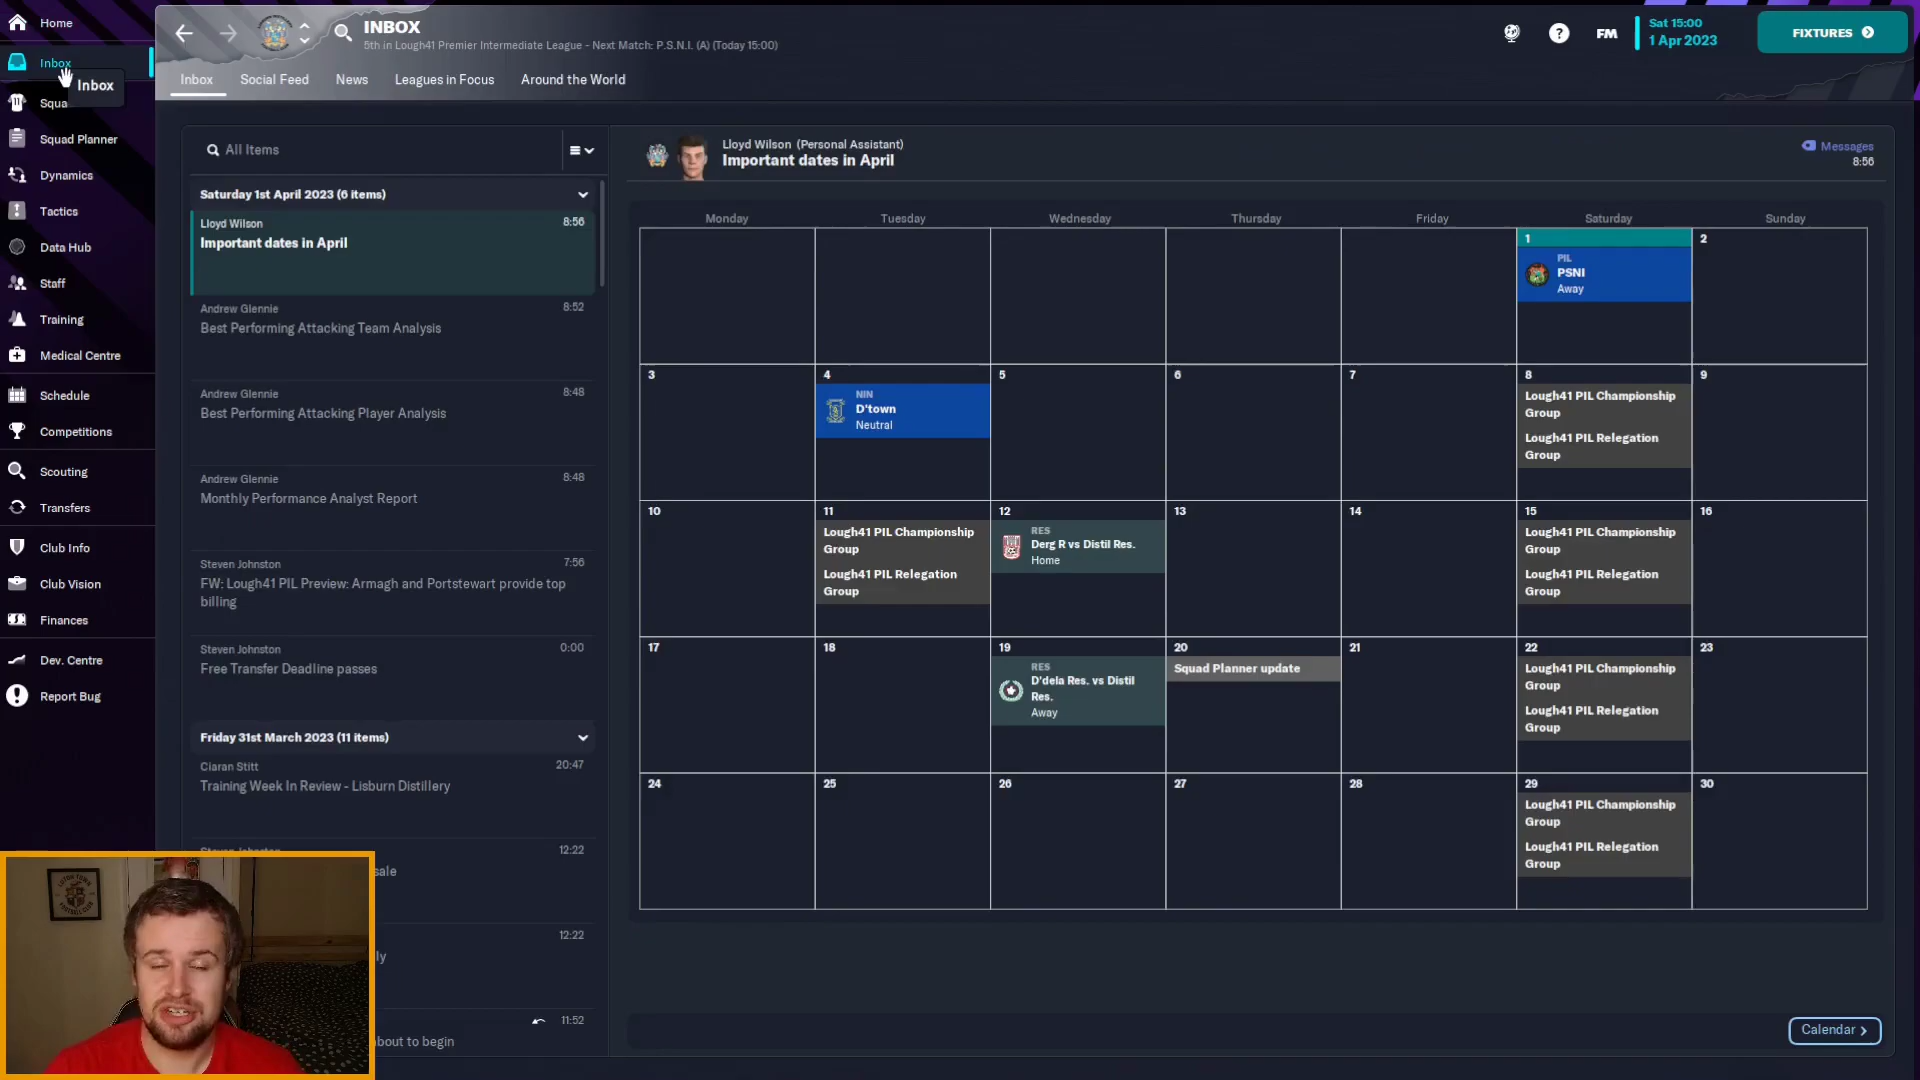 Home
Inbox
Inbox
Squa
Squad Planner
Dynamics
Tactics
Data Hub
Staff
Training
Medical Centre
Schedule
Competitions
Scouting
Transfers
Club Info
Club Vision
Finances
Dev. Centre
Report Bug
INBOX
5th in Lough41 Premier Intermediate League - Next Match: P.S.N.I. (A) (Today 15:00)
FM
Sat 15:00
1 Apr 2023
FIXTURES
Inbox Social Feed News Leagues in Focus Around the World
All Items
Saturday 1st April 2023 (6 items)
Lloyd Wilson 8:56
Important dates in April
Andrew Glennie 8:52
Best Performing Attacking Team Analysis
Andrew Glennie 8:48
Best Performing Attacking Player Analysis
Andrew Glennie 8:48
Monthly Performance Analyst Report
Steven Johnston 7:56
FW: Lough41 PIL Preview: Armagh and Portstewart provide top
billing
Steven Johnston 0:00
Free Transfer Deadline passes
Friday 31st March 2023 (11 items)
Ciaran Stitt 20:47
Training Week In Review - Lisburn Distillery
Steven Johnston 12:22
sale
12:22
ly
11:52
bout to begin
Lloyd Wilson (Personal Assistant)
Important dates in April
Messages
8:56
Monday Tuesday Wednesday Thursday Friday Saturday Sunday
1 2
PIL
PSNI
Away
3 4 5 6 7 8 9
NIN
D'town
Neutral
Lough41 PIL Championship
Group
Lough41 PIL Relegation
Group
10 11 12 13 14 15 16
Lough41 PIL Championship
Group
Lough41 PIL Relegation
Group
RES
Derg R vs Distil Res.
Home
Lough41 PIL Championship
Group
Lough41 PIL Relegation
Group
17 18 19 20 21 22 23
RES
D'dela Res. vs Distil
Res.
Away
Squad Planner update
Lough41 PIL Championship
Group
Lough41 PIL Relegation
Group
24 25 26 27 28 29 30
Lough41 PIL Championship
Group
Lough41 PIL Relegation
Group
Calendar
LUTON TOWN